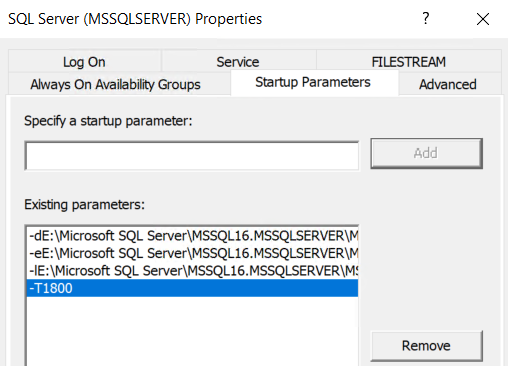 SQL Server (MSSQLSERVER) Properties ?
Log On Service FILESTREAM
Always On Availability Groups Startup Parameters Advanced
Specify a startup parameter:
Add
Existing parameters:
-dE:\Microsoft SQL Server\MSSQL16.MSSQLSERVER\M
-eE:\Microsoft SQL Server\MSSQL16.MSSQLSERVER\M
-lE:\Microsoft SQL Server\MSSQL16.MSSQLSERVER\MS
-T1800
Remove